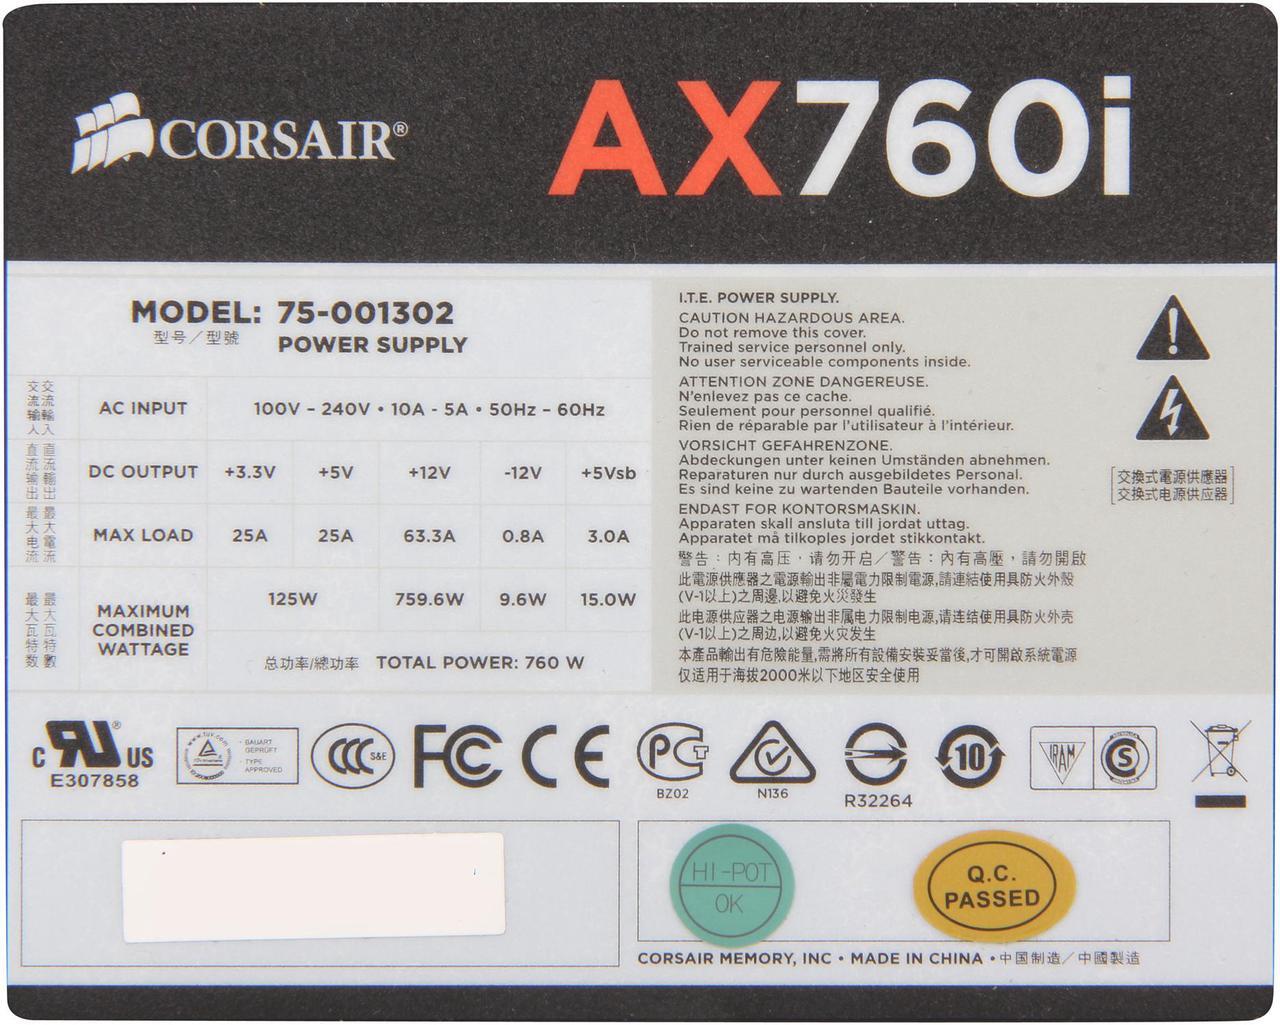 CORSAIR®
AX760i
MODEL: 75-001302
型号／型號
POWER SUPPLY
交流输入 交流輸入
AC INPUT 100V – 240V • 10A - 5A • 50Hz – 60Hz
直流输出 直流輸出
DC OUTPUT +3.3V +5V +12V -12V +5Vsb
最大电流 最大電流
MAX LOAD 25A 25A 63.3A 0.8A 3.0A
最大瓦特数 最大瓦特數
MAXIMUM
COMBINED
WATTAGE
125W 759.6W 9.6W 15.0W
总功率/總功率 TOTAL POWER: 760 W
I.T.E. POWER SUPPLY.
CAUTION HAZARDOUS AREA.
Do not remove this cover.
Trained service personnel only.
No user serviceable components inside.
ATTENTION ZONE DANGEREUSE.
N'enlevez pas ce cache.
Seulement pour personnel qualifié.
Rien de réparable par l'utilisateur à l'intérieur.
VORSICHT GEFAHRENZONE.
Abdeckungen unter keinen Umständen abnehmen.
Reparaturen nur durch ausgebildetes Personal.
Es sind keine zu wartenden Bauteile vorhanden.
ENDAST FOR KONTORSMASKIN.
Apparaten skall ansluta till jordat uttag.
Apparatet må tilkoples jordet stikkontakt.
警告：内有高压，请勿开启／警告：內有高壓，請勿開啟
此電源供應器之電源輸出非屬電力限制電源,請連結使用具防火外殼
(V-1以上)之周邊,以避免火災發生
此电源供应器之电源输出非属电力限制电源,请连结使用具防火外壳
(V-1以上)之周边,以避免火灾发生
本產品輸出有危險能量,需將所有設備安裝妥當後,才可開啟系統電源
仅适用于海拔2000米以下地区安全使用
交換式電源供應器
交换式电源供应器
C RU ® US
E307858
www.tuv.com
BAUART
GEPRÜFT
TYPE
APPROVED
CCC S&E
FC
CE
PCT
BZ02
N136
R32264
10
IRAM
S
HI-POT
OK
Q.C.
PASSED
CORSAIR MEMORY, INC • MADE IN CHINA • 中国制造／中國製造